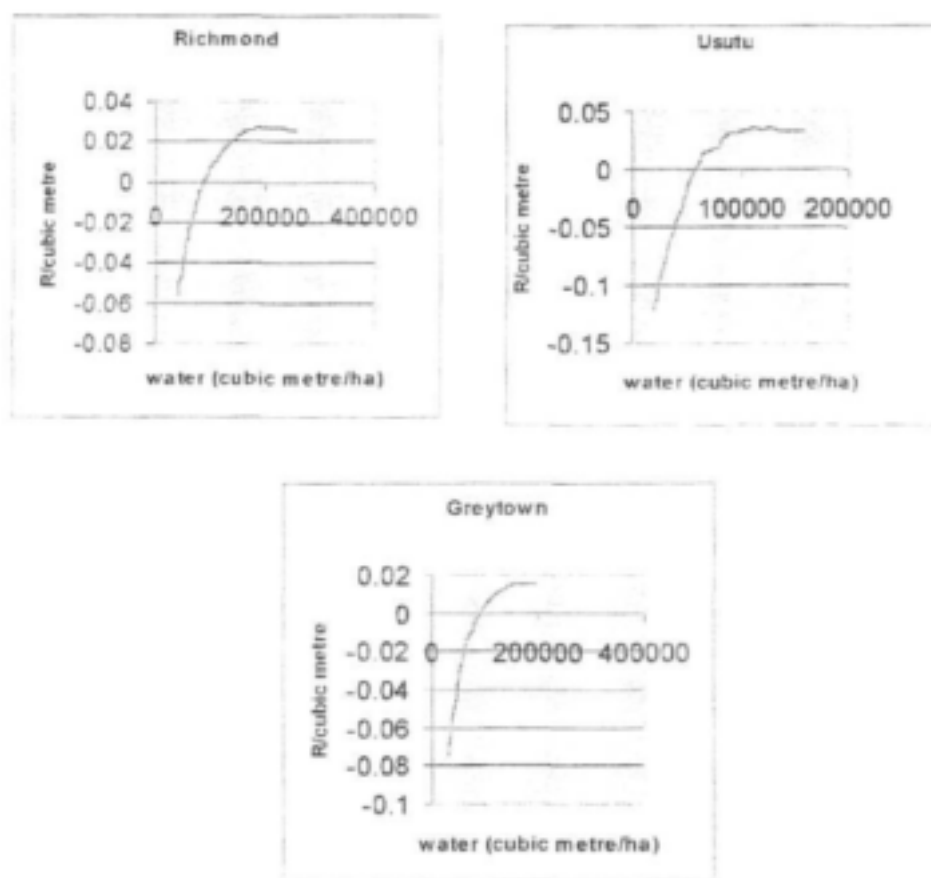 Richmond
0.04
0.02
0
-0.02
-0.04
-0.06
-0.08
0 200000 400000
R/cubic metre
water (cubic metre/ha)
Usutu
0.05
0
-0.05
-0.1
-0.15
0 100000 200000
R/cubic metre
water (cubic metre/ha)
Greytown
0.02
0
-0.02
-0.04
-0.06
-0.08
-0.1
0 200000 400000
R/cubic metre
water (cubic metre/ha)